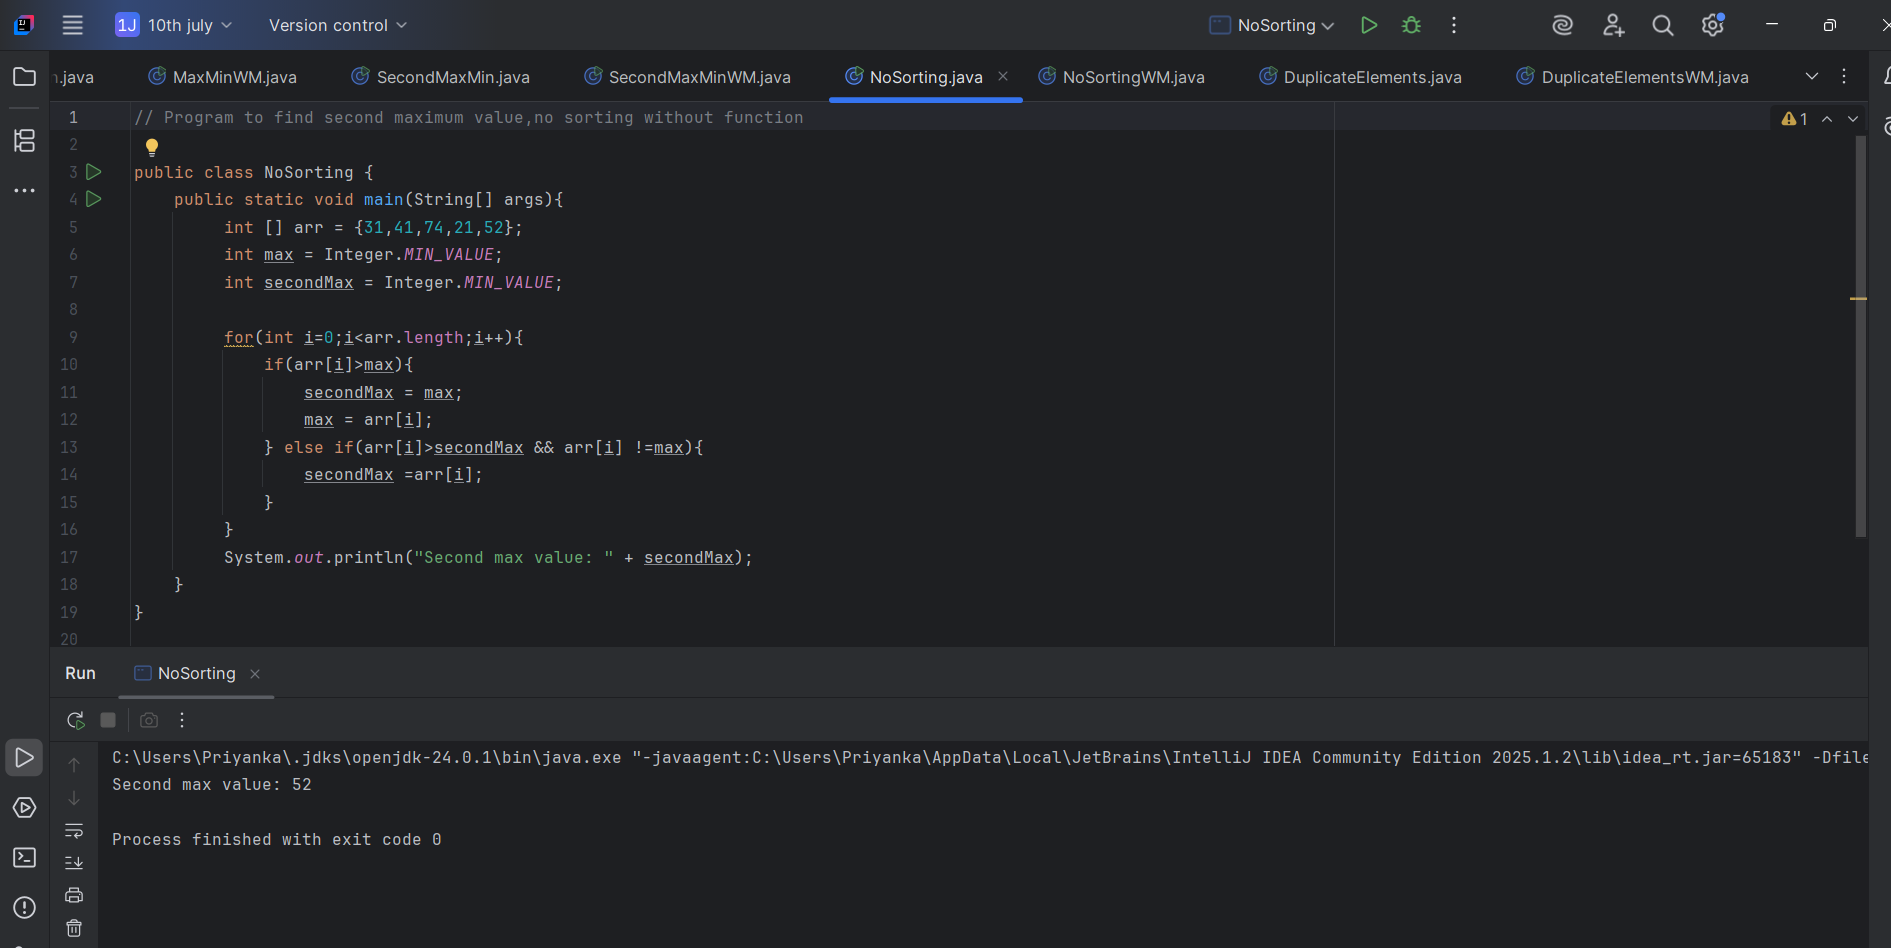 1J 10th july Version control NoSorting
.java MaxMinWM.java SecondMaxMin.java SecondMaxMinWM.java NoSorting.java NoSortingWM.java DuplicateElements.java DuplicateElementsWM.java
1 // Program to find second maximum value,no sorting without function
1
2
3 public class NoSorting {
4 public static void main(String[] args){
5 int [] arr = {31,41,74,21,52};
6 int max = Integer.MIN_VALUE;
7 int secondMax = Integer.MIN_VALUE;
8
9 for(int i=0;i<arr.length;i++){
10 if(arr[i]>max){
11 secondMax = max;
12 max = arr[i];
13 } else if(arr[i]>secondMax && arr[i] !=max){
14 secondMax =arr[i];
15 }
16 }
17 System.out.println("Second max value: " + secondMax);
18 }
19 }
20
Run NoSorting
C:\Users\Priyanka\.jdks\openjdk-24.0.1\bin\java.exe "-javaagent:C:\Users\Priyanka\AppData\Local\JetBrains\IntelliJ IDEA Community Edition 2025.1.2\lib\idea_rt.jar=65183" -Dfile
Second max value: 52
Process finished with exit code 0